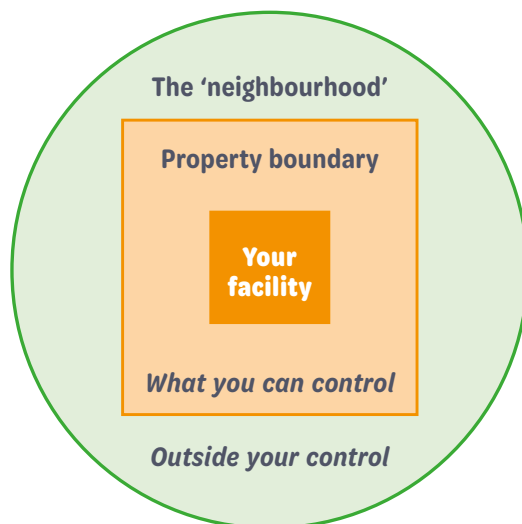 The ‘neighbourhood’
Property boundary
Your
facility
What you can control
Outside your control